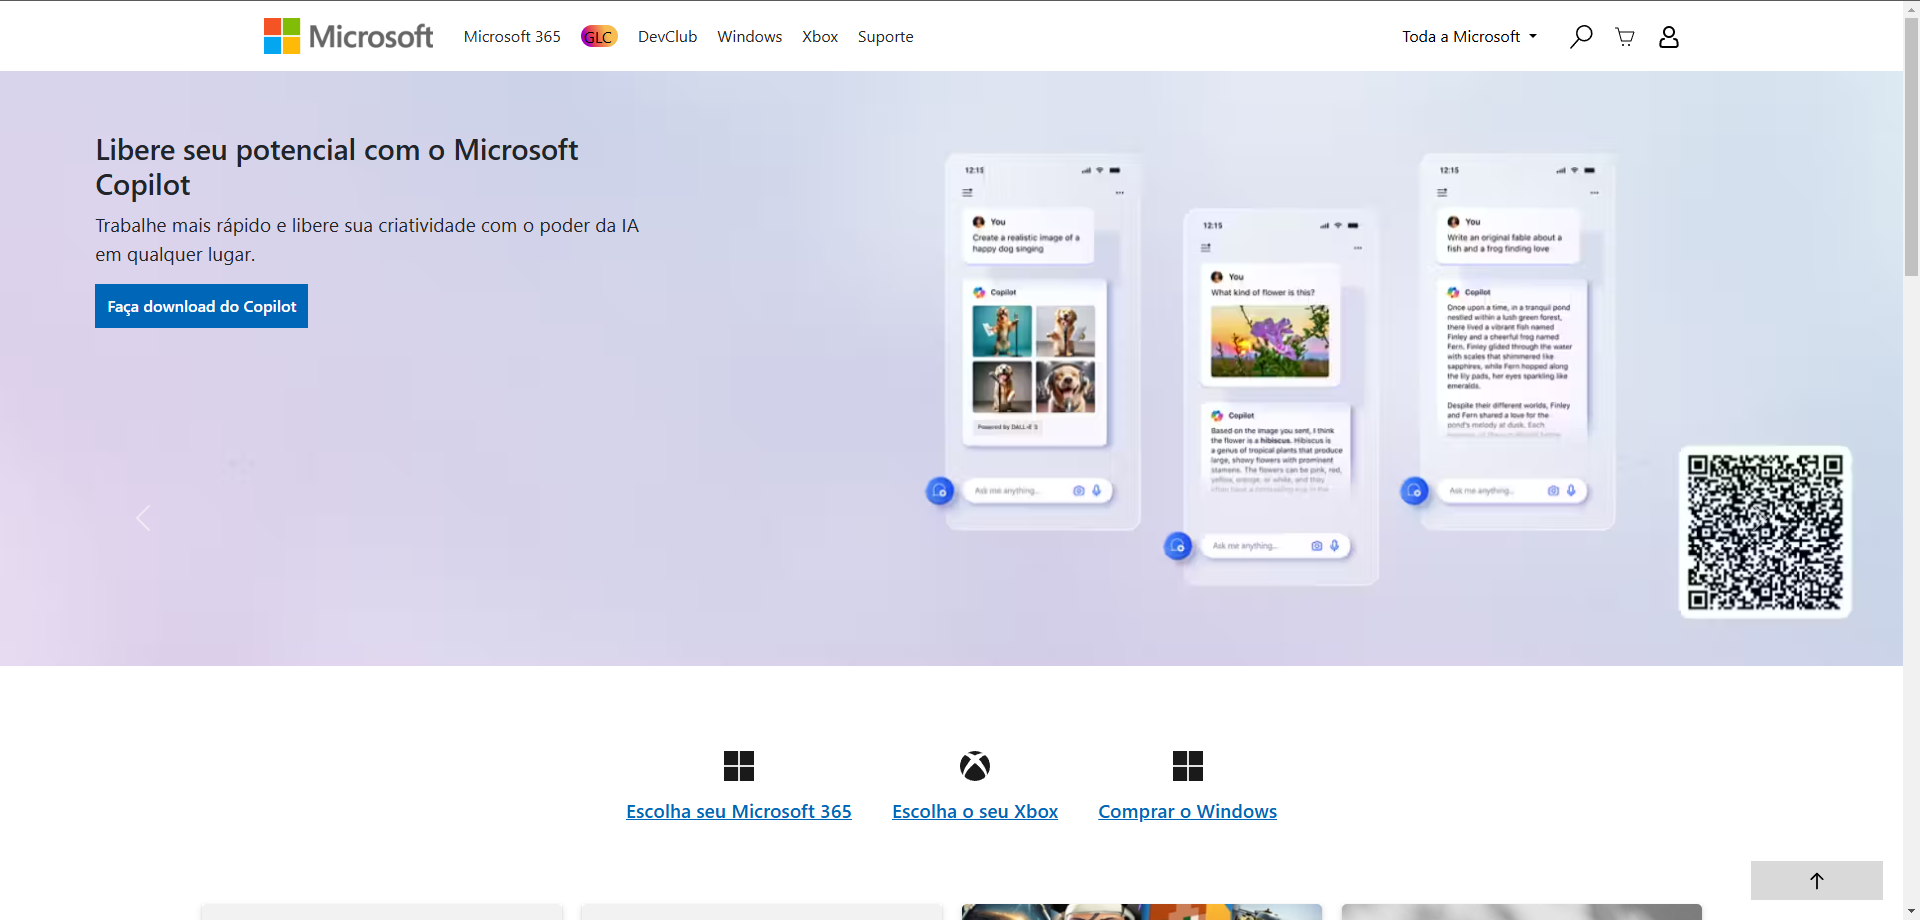 Microsoft Microsoft 365 GLC DevClub Windows Xbox Suporte Toda a Microsoft
Libere seu potencial com o Microsoft
Copilot
Trabalhe mais rápido e libere sua criatividade com o poder da IA
em qualquer lugar.
Faça download do Copilot
12:15
You
Create a realistic image of a
happy dog singing
Copilot
Powered by DALL·E 3
Ask me anything...
12:15
You
What kind of flower is this?
Copilot
Based on the image you sent, I think
the flower is a hibiscus. Hibiscus is
a genus of tropical plants that produce
large, showy flowers with prominent
stamens. The flowers can be pink, red,
yellow, orange, or white, and they
Ask me anything...
12:15
You
Write an original fable about a
fish and a frog finding love
Copilot
Once upon a time, in a tranquil pond
nestled within a lush green forest,
there lived a vibrant fish named
Finley and a cheerful frog named
Fern. Finley glided through the water
with scales that shimmered like
sapphires, while Fern hopped along
the lily pads, her eyes sparkling like
emeralds.
Despite their different worlds, Finley
and Fern shared a love for the
pond's melody at dusk. Each
Ask me anything...
Escolha seu Microsoft 365
Escolha o seu Xbox
Comprar o Windows